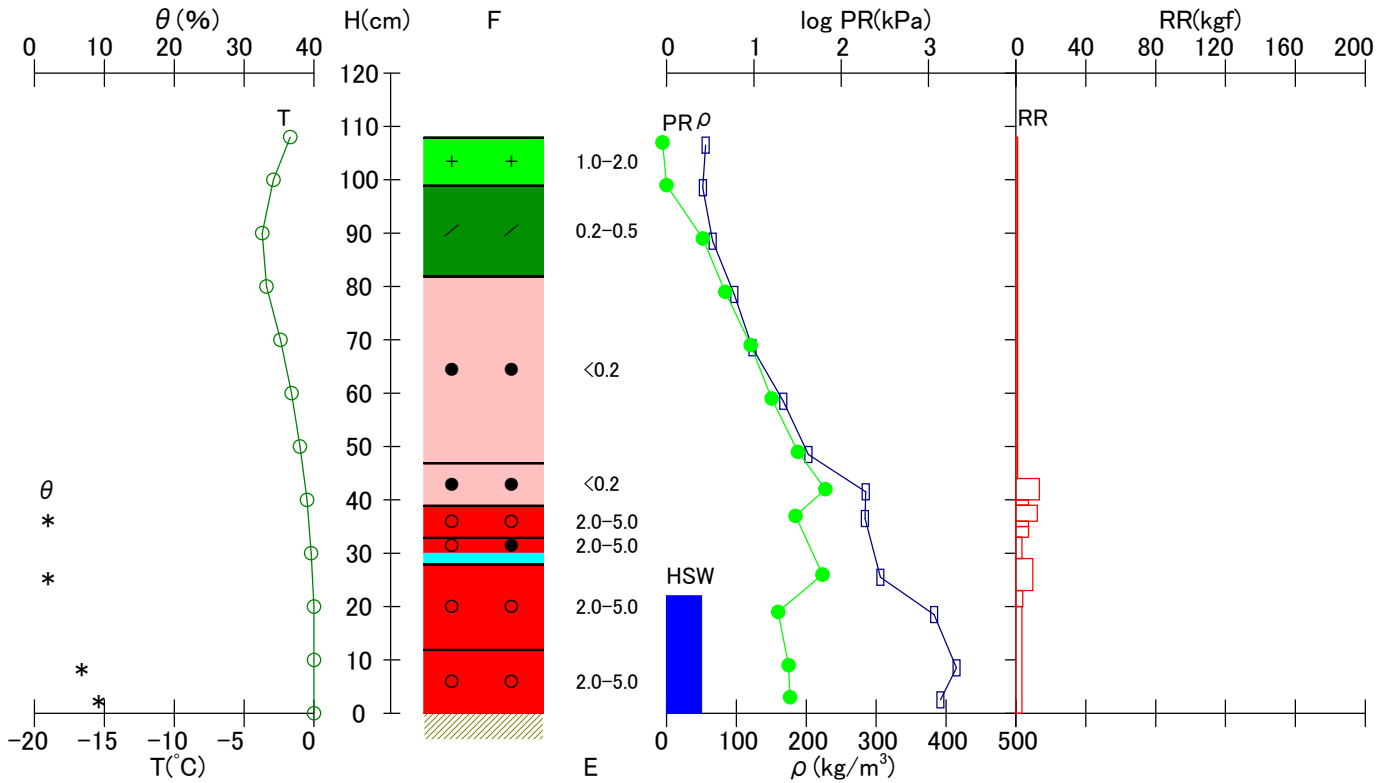 θ(%) H(cm) F log PR(kPa) RR(kgf)
0 10 20 30 40 0 1 2 3 0 40 80 120 160 200
120
T 110 PR ρ RR
100 1.0−2.0
90 0.2−0.5
80
70
60 <0.2
50
θ 40 <0.2
* 2.0−5.0
30 2.0−5.0
* HSW
20 2.0−5.0
10
* 2.0−5.0
*
0
−20 −15 −10 −5 0 0 100 200 300 400 500
T(°C) E ρ(kg/m³)